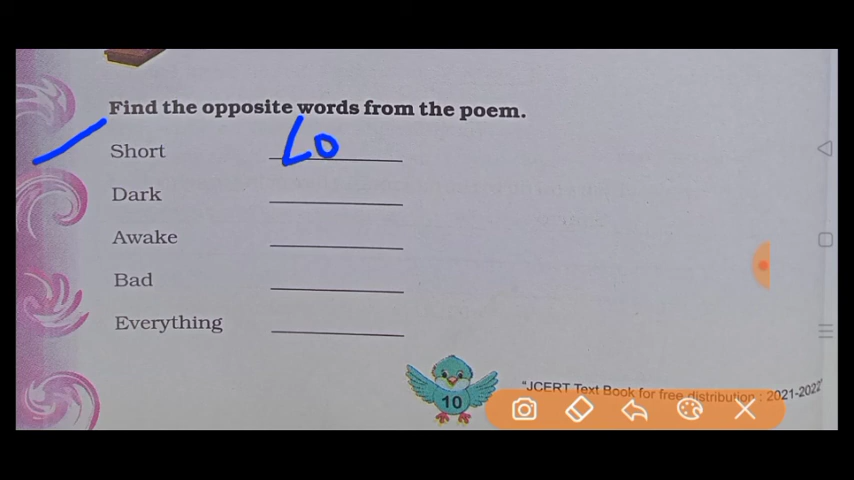 Find the opposite words from the poem.
Short Lo
Dark
Awake
Bad
Everything
10
"JCERT Text Book for free distribution : 2021-2022"